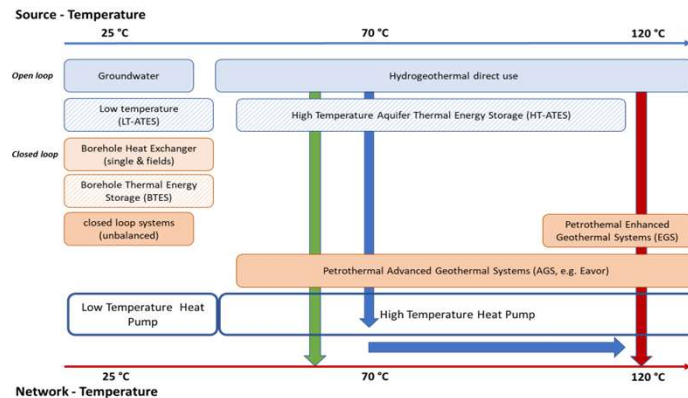 Source - Temperature
25 °C 70 °C 120 °C
Open loop
Groundwater
Hydrogeothermal direct use
Low temperature
(LT-ATES)
High Temperature Aquifer Thermal Energy Storage (HT-ATES)
Closed loop
Borehole Heat Exchanger
(single & fields)
Borehole Thermal Energy
Storage (BTES)
closed loop systems
(unbalanced)
Petrothemal Enhanced
Geothermal Systems (EGS)
Petrothermal Advanced Geothermal Systems (AGS, e.g. Eavor)
Low Temperature Heat
Pump
High Temperature Heat Pump
25 °C 70 °C 120 °C
Network - Temperature